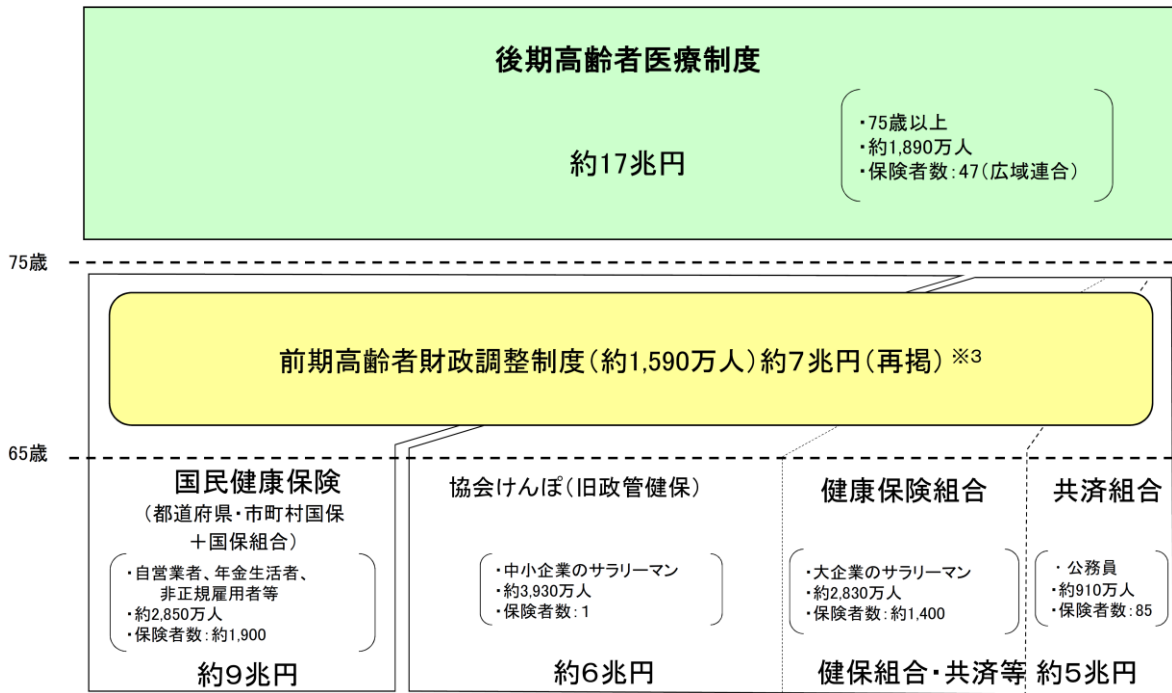 後期高齢者医療制度
約17兆円
・75歳以上
・約1,890万人
・保険者数:47(広域連合)
75歳
前期高齢者財政調整制度(約1,590万人)約7兆円(再掲)※3
65歳
国民健康保険
(都道府県・市町村国保
+国保組合)
・自営業者、年金生活者、
非正規雇用者等
・約2,850万人
・保険者数:約1,900
約9兆円
協会けんぽ(旧政管健保)
・中小企業のサラリーマン
・約3,930万人
・保険者数:1
約6兆円
健康保険組合
・大企業のサラリーマン
・約2,830万人
・保険者数:約1,400
共済組合
・公務員
・約910万人
・保険者数:85
健保組合・共済等 約5兆円